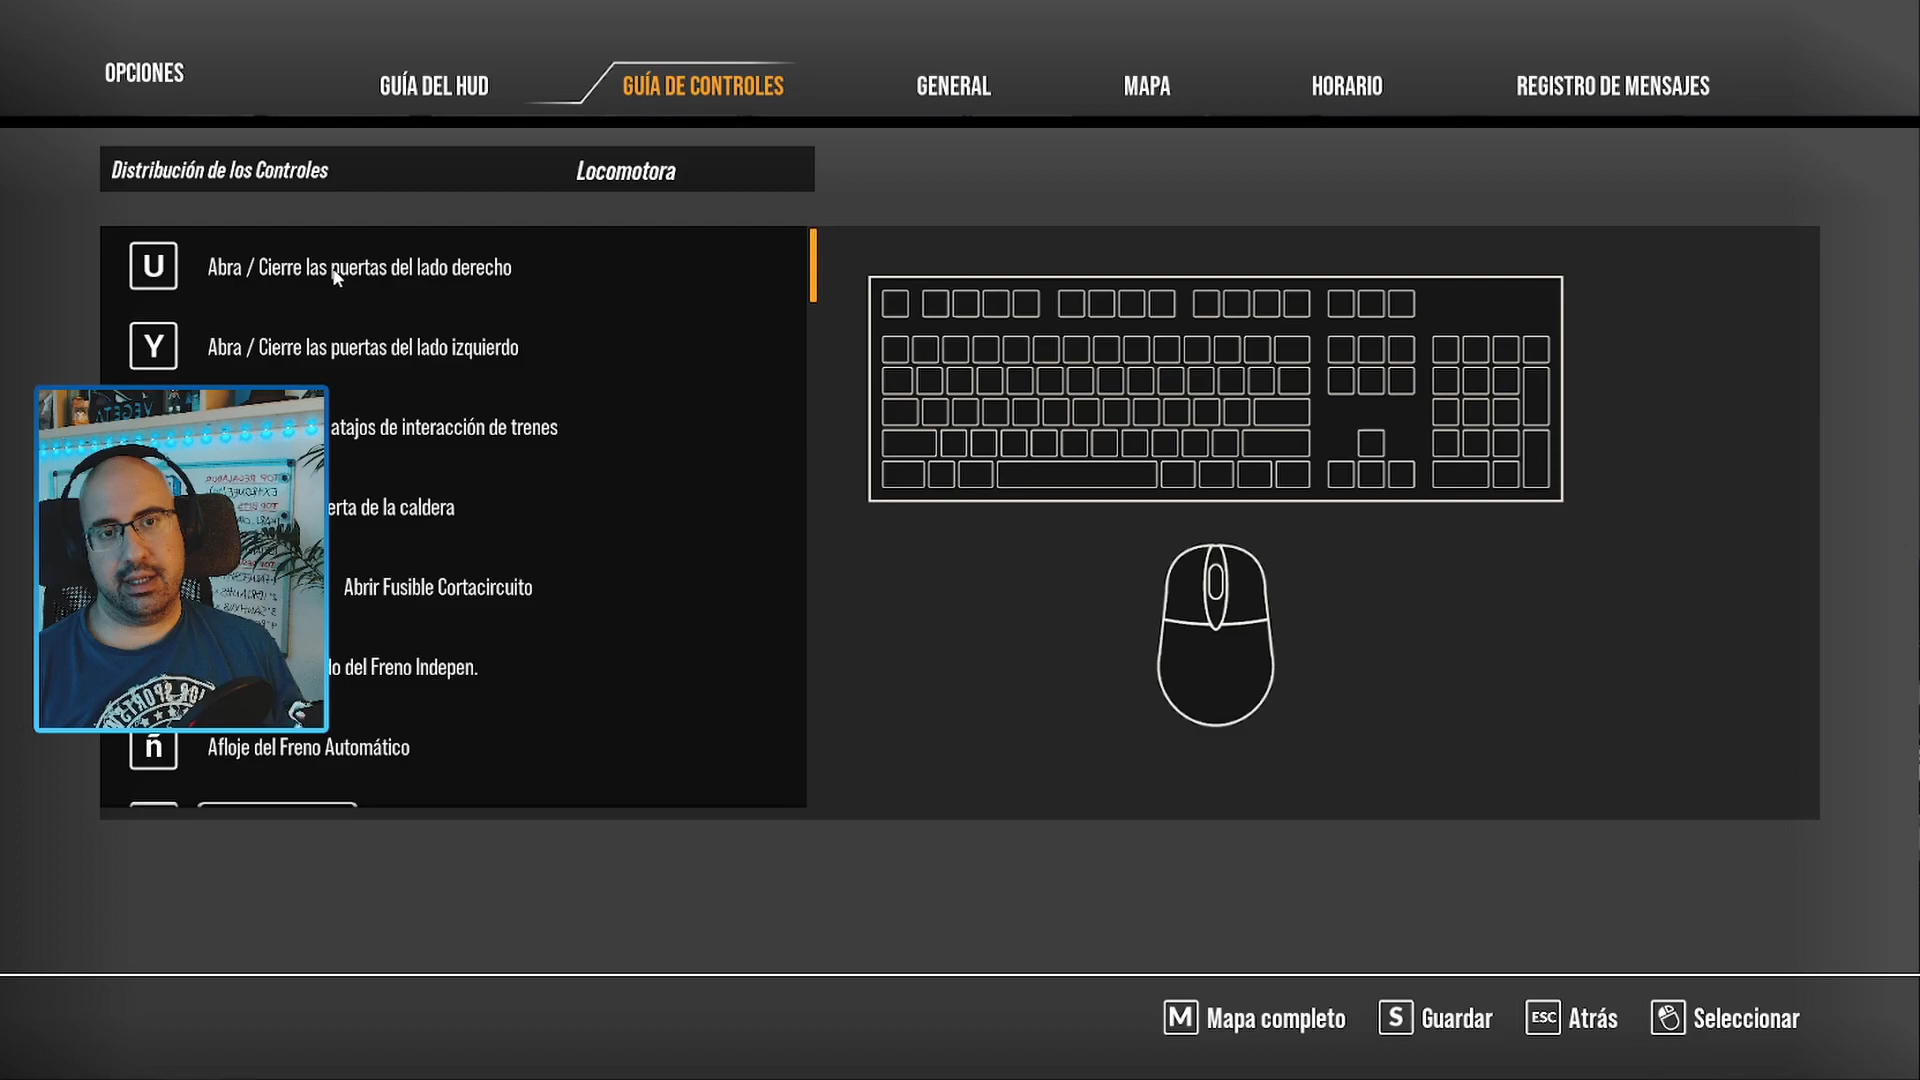 OPCIONES
GUÍA DEL HUD
GUÍA DE CONTROLES
GENERAL
MAPA
HORARIO
REGISTRO DE MENSAJES
Distribución de los Controles
Locomotora
U Abra / Cierre las puertas del lado derecho
Y Abra / Cierre las puertas del lado izquierdo
atajos de interacción de trenes
erta de la caldera
Abrir Fusible Cortacircuito
lo del Freno Indepen.
ñ Afloje del Freno Automático
M Mapa completo
S Guardar
ESC Atrás
Seleccionar